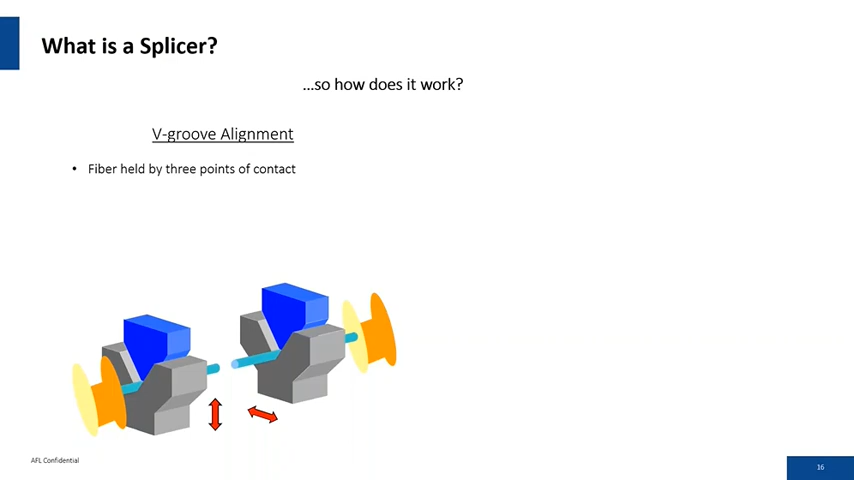 What is a Splicer?
...so how does it work?
V-groove Alignment
• Fiber held by three points of contact
AFL Confidential
16